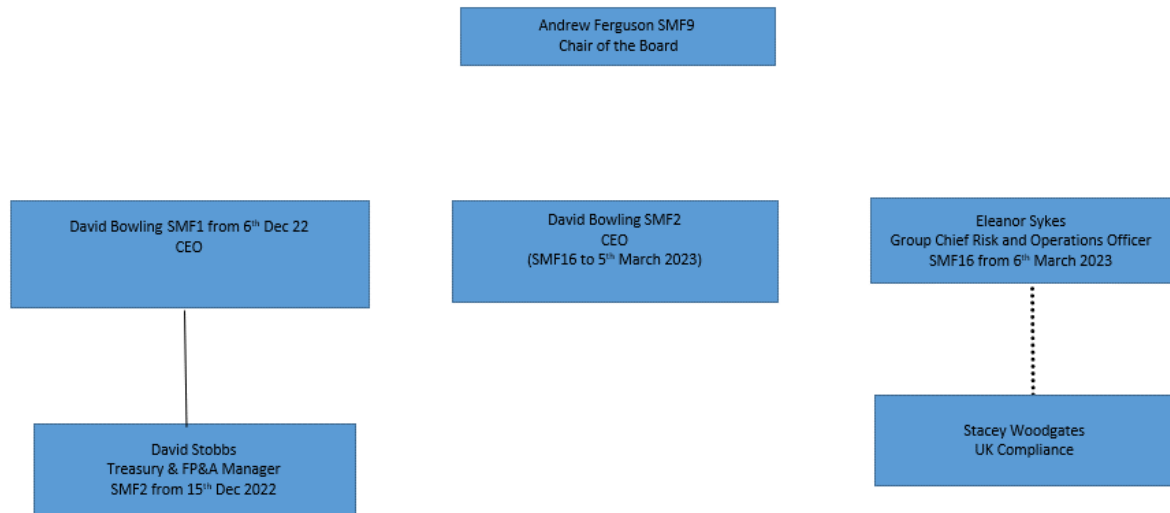 Andrew Ferguson SMF9
Chair of the Board
David Bowling SMF1 from 6th Dec 22
CEO
David Bowling SMF2
CEO
(SMF16 to 5th March 2023)
Eleanor Sykes
Group Chief Risk and Operations Officer
SMF16 from 6th March 2023
David Stobbs
Treasury & FP&A Manager
SMF2 from 15th Dec 2022
Stacey Woodgates
UK Compliance